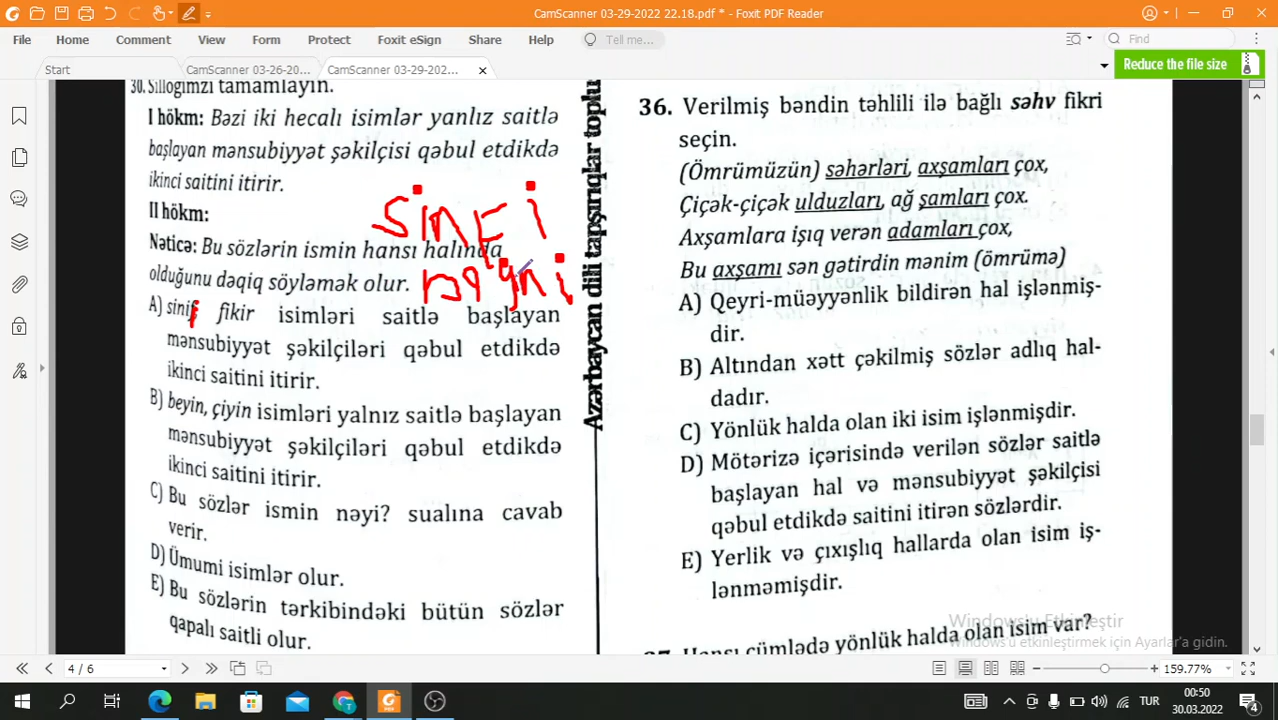 CamScanner 03-29-2022 22.18.pdf * - Foxit PDF Reader
File Home Comment View Form Protect Foxit eSign Share Help Tell me... Find
Start CamScanner 03-26-20... CamScanner 03-29-202... Reduce the file size
30. Sillogimzi tamamlayın.
I hökm: Bəzi iki hecalı isimlər yanlız saitlə
başlayan mənsubiyyət şəkilçisi qəbul etdikdə
ikinci saitini itirir.
II hökm:
sinfi
Nəticə: Bu sözlərin ismin hansı halında
olduğunu dəqiq söyləmək olur.
beyni
A) sinif, fikir isimləri saitlə başlayan
mənsubiyyət şəkilçiləri qəbul etdikdə
ikinci saitini itirir.
B) beyin, çiyin isimləri yalnız saitlə başlayan
mənsubiyyət şəkilçiləri qəbul etdikdə
ikinci saitini itirir.
C) Bu sözlər ismin nəyi? sualına cavab
verir.
D) Ümumi isimlər olur.
E) Bu sözlərin tərkibindəki bütün sözlər
qapalı saitli olur.
Azərbaycan dili tapşırıqlar toplu
36. Verilmiş bəndin təhlili ilə bağlı səhv fikri
seçin.
(Ömrümüzün) səhərləri, axşamları çox,
Çiçək-çiçək ulduzları, ağ şamları çox.
Axşamlara işıq verən adamları çox,
Bu axşamı sən gətirdin mənim (ömrümə)
A) Qeyri-müəyyənlik bildirən hal işlənmiş-
dir.
B) Altından xətt çəkilmiş sözlər adlıq hal-
dadır.
C) Yönlük halda olan iki isim işlənmişdir.
D) Mötərizə içərisində verilən sözlər saitlə
başlayan hal və mənsubiyyət şəkilçisi
qəbul etdikdə saitini itirən sözlərdir.
E) Yerlik və çıxışlıq hallarda olan isim iş-
lənməmişdir.
Hansı cümlədə yönlük halda olan isim var?
Windows'u Etkinleştir
Windows'u etkinleştirmek için Ayarlar'a gidin.
4 / 6 159.77%
TUR 00:50
30.03.2022 4